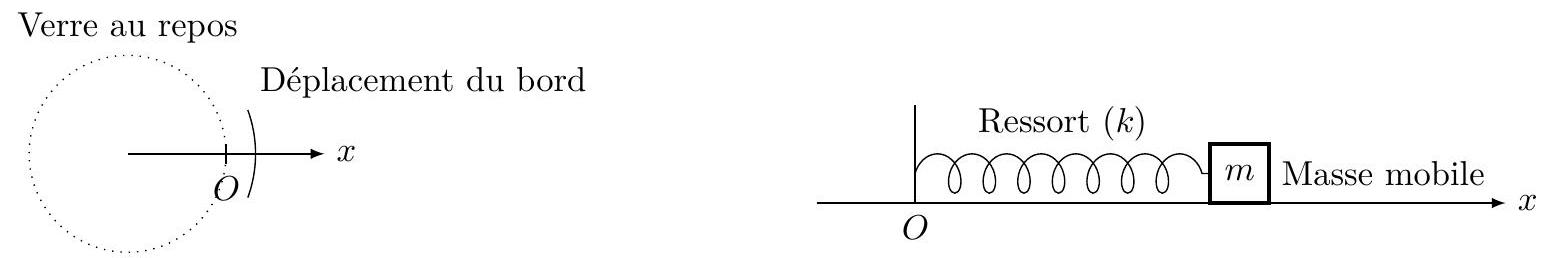 Verre au repos
Déplacement du bord
x
O
Ressort (k)
m
Masse mobile
x
O